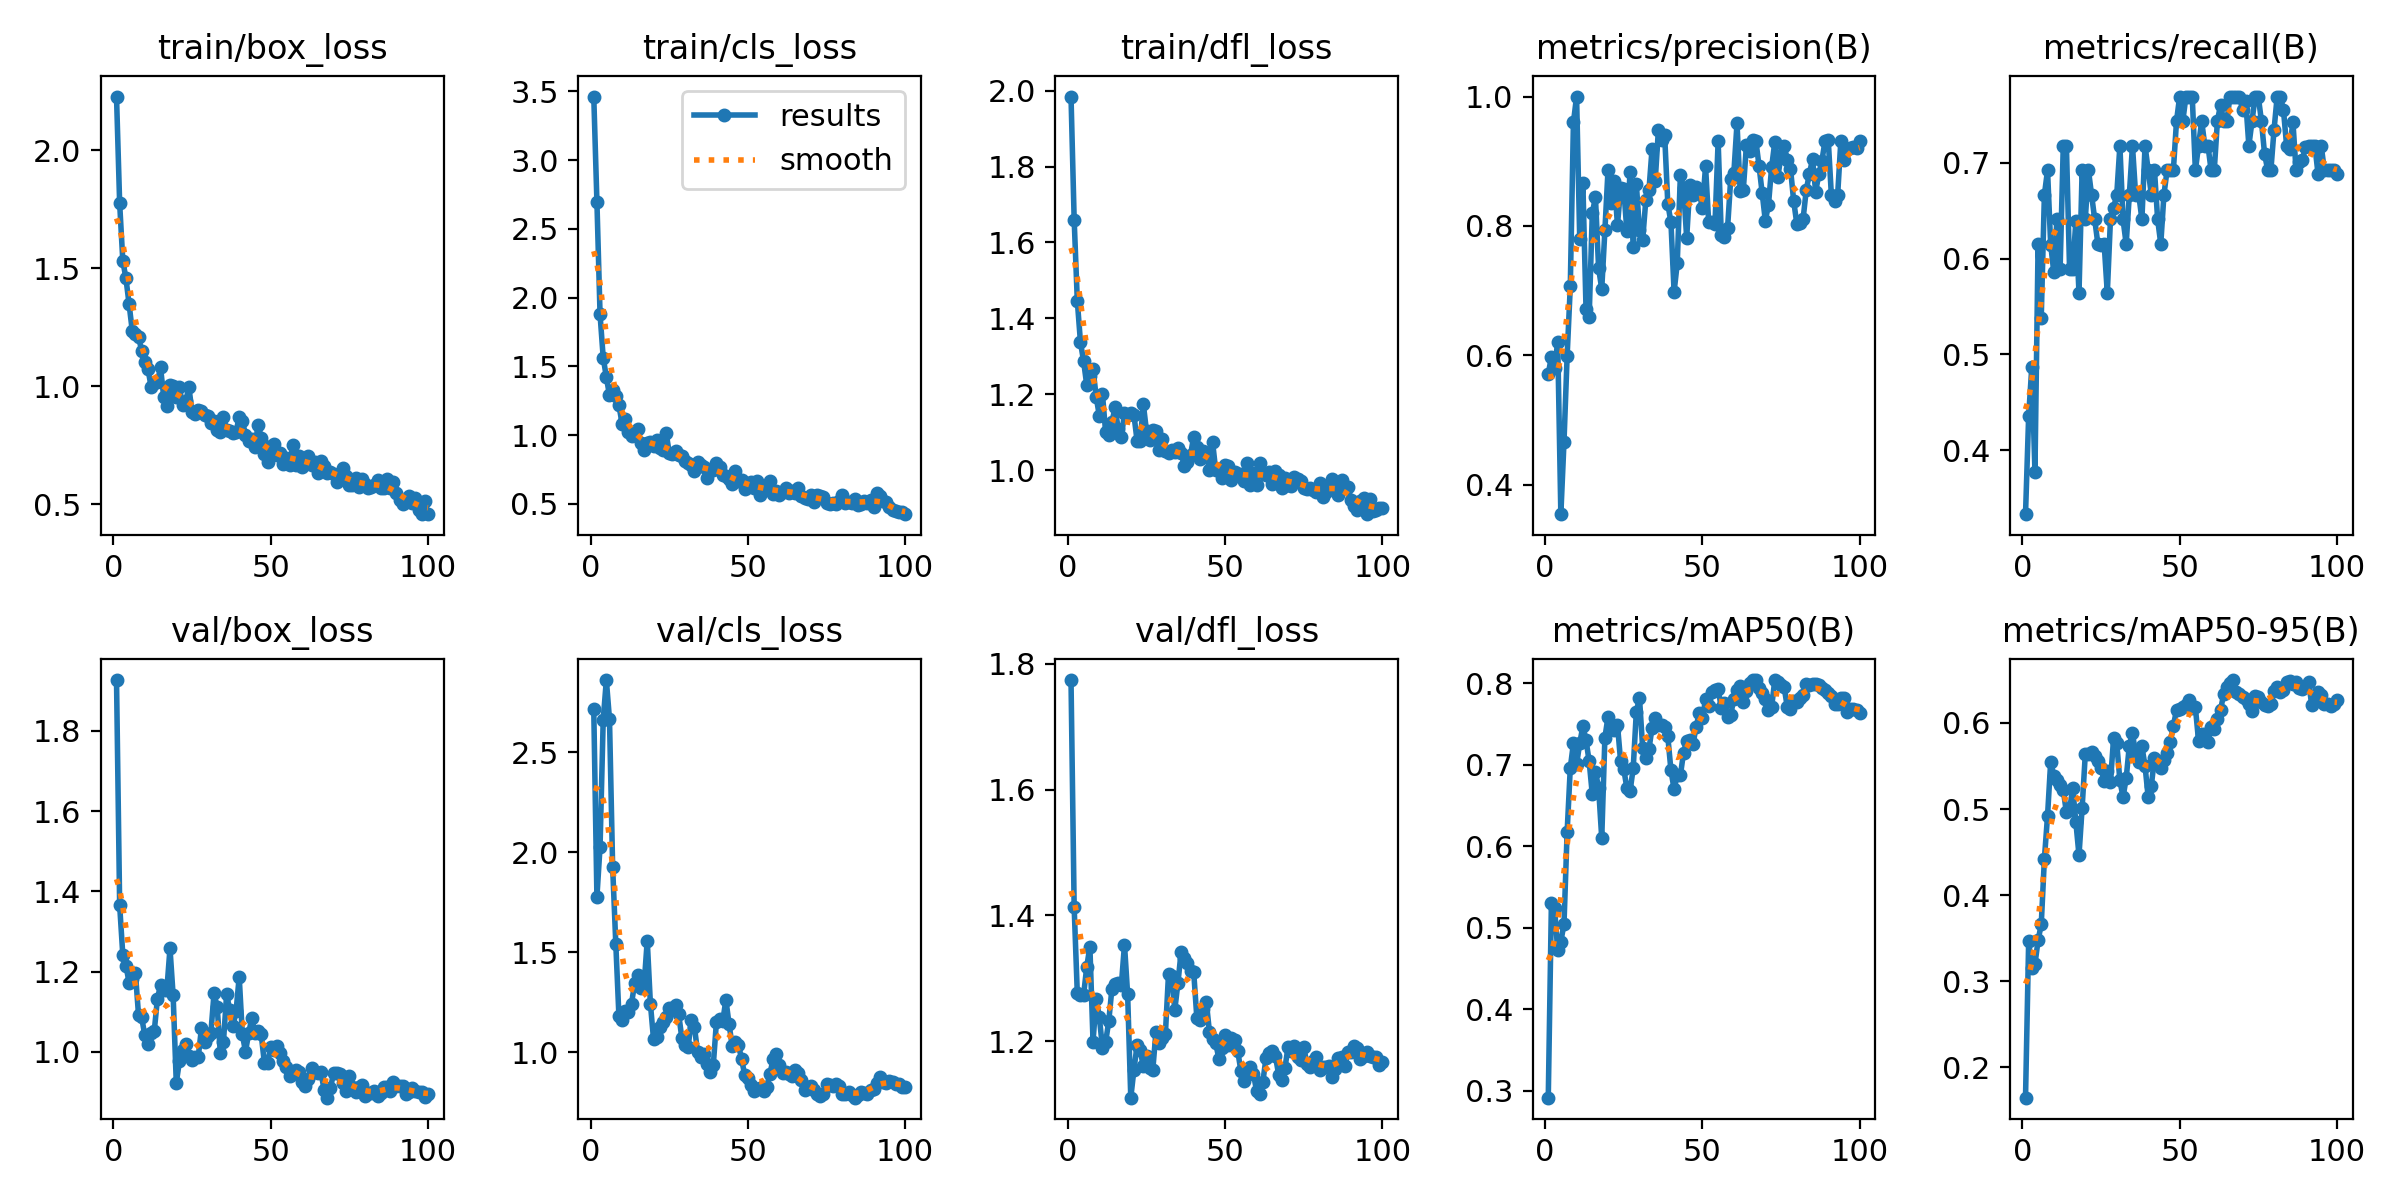 train/box_loss
2.0
1.5
1.0
0.5
0 50 100
train/cls_loss
3.5
3.0
2.5
2.0
1.5
1.0
0.5
0 50 100
results
smooth
train/dfl_loss
2.0
1.8
1.6
1.4
1.2
1.0
0 50 100
metrics/precision(B)
1.0
0.8
0.6
0.4
0 50 100
metrics/recall(B)
0.7
0.6
0.5
0.4
0 50 100
val/box_loss
1.8
1.6
1.4
1.2
1.0
0 50 100
val/cls_loss
2.5
2.0
1.5
1.0
0 50 100
val/dfl_loss
1.8
1.6
1.4
1.2
0 50 100
metrics/mAP50(B)
0.8
0.7
0.6
0.5
0.4
0.3
0 50 100
metrics/mAP50-95(B)
0.6
0.5
0.4
0.3
0.2
0 50 100